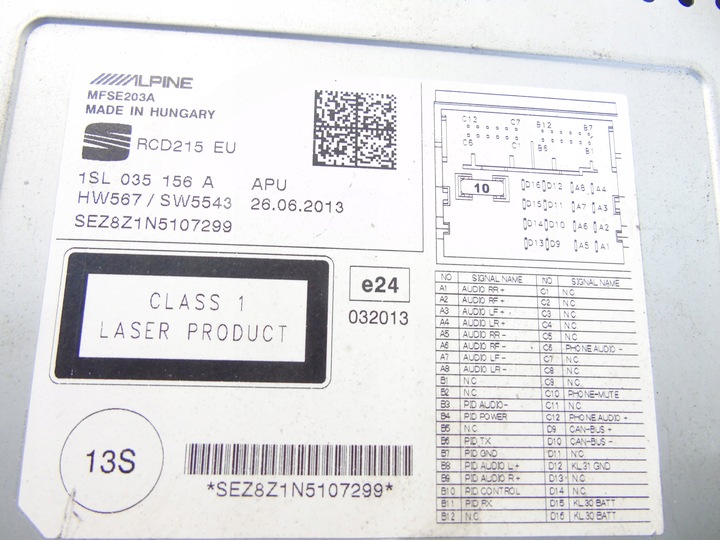 ALPINE
MFSE203A
MADE IN HUNGARY
RCD215 EU
1SL 035 156 A APU
HW567 / SW5543 26.06.2013
SEZ8Z1N5107299
CLASS 1
LASER PRODUCT
e24
032013
13S
*SEZ8Z1N5107299*
C12 C7 B12 B7
C6 C1 B6 B1
10
D16 D12 A8 A4
D15 D11 A7 A3
D14 D10 A6 A2
D13 D9 A5 A1
NO SIGNAL NAME NO SIGNAL NAME
A1 AUDIO RR + C1 N.C
A2 AUDIO RF + C2 N.C
A3 AUDIO LF + C3 N.C
A4 AUDIO LR + C4 N.C
A5 AUDIO RR - C5 N.C
A6 AUDIO RF - C6 PHONE AUDIO -
A7 AUDIO LF - C7 N.C
A8 AUDIO LR - C8 N.C
B1 N.C C9 N.C
B2 N.C C10 PHONE-MUTE
B3 PID AUDIO- C11 N.C
B4 PID POWER C12 PHONE AUDIO +
B5 N.C D9 CAN-BUS +
B6 PID_TX D10 CAN-BUS -
B7 PID GND D11 N.C
B8 PID AUDIO L+ D12 KL31 GND
B9 PID AUDIO R+ D13 N.C
B10 PID CONTROL D14 N.C
B11 PID RX D15 KL30 BATT
B12 N.C D16 KL30 BATT